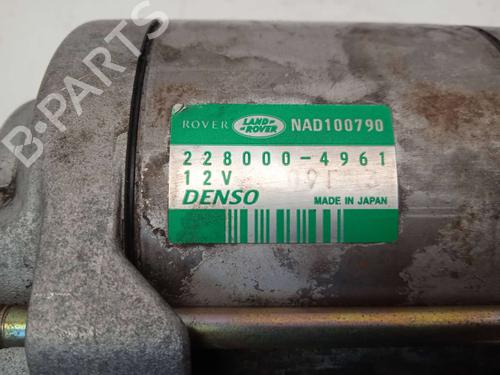 B-PARTS
ROVER LAND-ROVER NAD100790
228000-4961
12V
DENSO MADE IN JAPAN